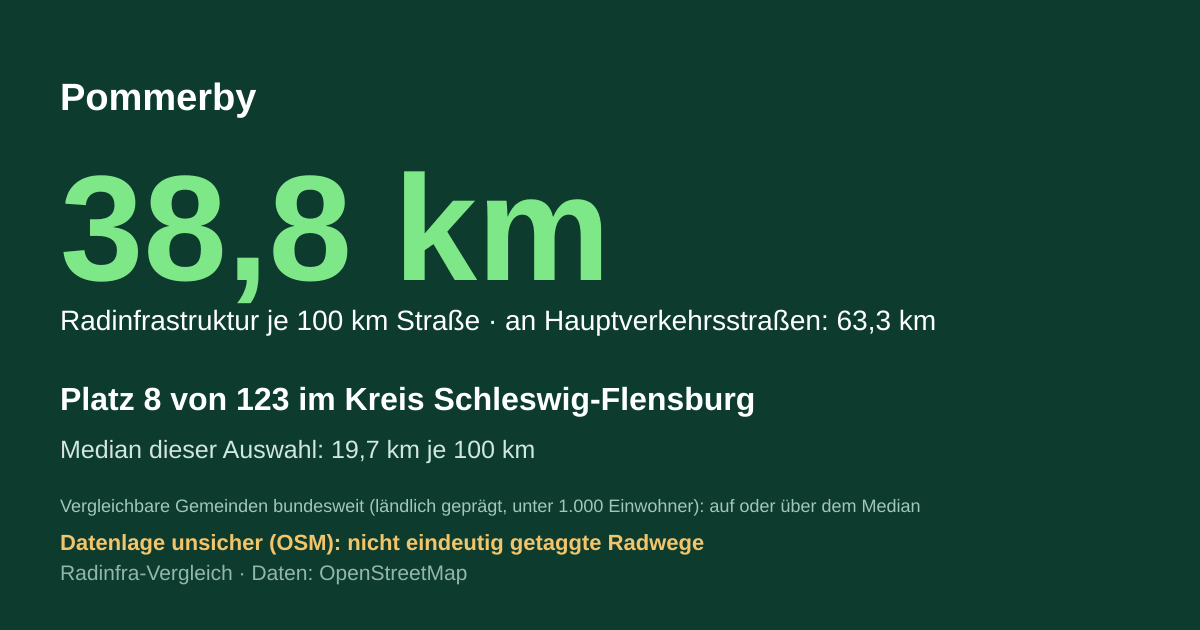 Pommerby
38,8 km
Radinfrastruktur je 100 km Straße · an Hauptverkehrsstraßen: 63,3 km
Platz 8 von 123 im Kreis Schleswig-Flensburg
Median dieser Auswahl: 19,7 km je 100 km
Vergleichbare Gemeinden bundesweit (ländlich geprägt, unter 1.000 Einwohner): auf oder über dem Median
Datenlage unsicher (OSM): nicht eindeutig getaggte Radwege
Radinfra-Vergleich · Daten: OpenStreetMap